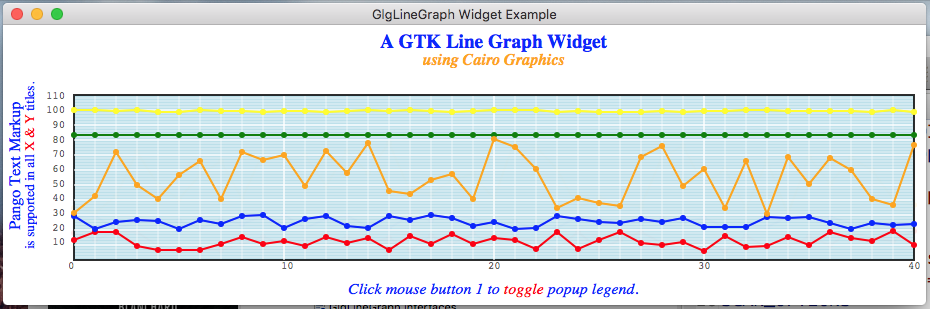 GlgLineGraph Widget Example
A GTK Line Graph Widget
using Cairo Graphics
Pango Text Markup
is supported in all X & Y titles.
110
100
90
80
70
60
50
40
30
20
10
0 10 20 30 40
Click mouse button 1 to toggle popup legend.
GlgLineGraph Interfaces